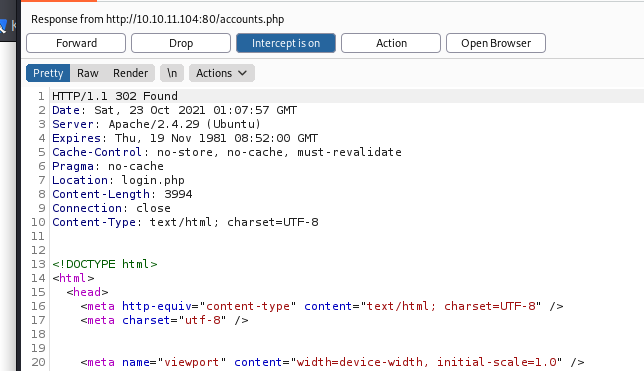 Response from http://10.10.11.104:80/accounts.php
Forward Drop Intercept is on Action Open Browser
Pretty Raw Render \n Actions
1 HTTP/1.1 302 Found
2 Date: Sat, 23 Oct 2021 01:07:57 GMT
3 Server: Apache/2.4.29 (Ubuntu)
4 Expires: Thu, 19 Nov 1981 08:52:00 GMT
5 Cache-Control: no-store, no-cache, must-revalidate
6 Pragma: no-cache
7 Location: login.php
8 Content-Length: 3994
9 Connection: close
10 Content-Type: text/html; charset=UTF-8
11
12
13 <!DOCTYPE html>
14 <html>
15 <head>
16 <meta http-equiv="content-type" content="text/html; charset=UTF-8" />
17 <meta charset="utf-8" />
18
19
20 <meta name="viewport" content="width=device-width, initial-scale=1.0" />